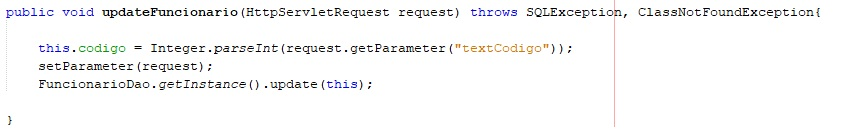 public void updateFuncionario(HttpServletRequest request) throws SQLException, ClassNotFoundException{
this.codigo = Integer.parseInt(request.getParameter("textCodigo"));
setParameter(request);
FuncionarioDao.getInstance().update(this);
}